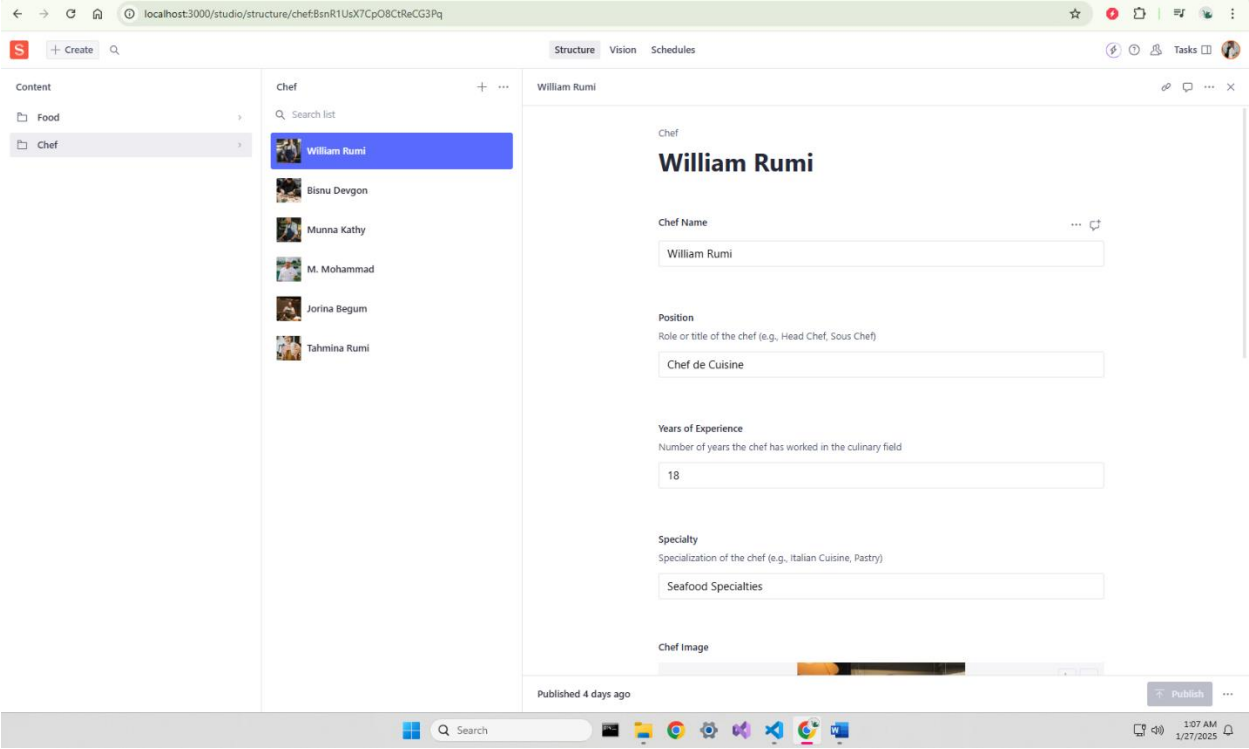 localhost:3000/studio/structure/chef;BsnR1UsX7CpO8CtReCG3Pq
S + Create Structure Vision Schedules Tasks
Content
Food
Chef
Chef
Search list
William Rumi
Bisnu Devgon
Munna Kathy
M. Mohammad
Jorina Begum
Tahmina Rumi
William Rumi
Chef
William Rumi
Chef Name
William Rumi
Position
Role or title of the chef (e.g., Head Chef, Sous Chef)
Chef de Cuisine
Years of Experience
Number of years the chef has worked in the culinary field
18
Specialty
Specialization of the chef (e.g., Italian Cuisine, Pastry)
Seafood Specialties
Chef Image
Published 4 days ago
Publish
Search
1:07 AM
1/27/2025